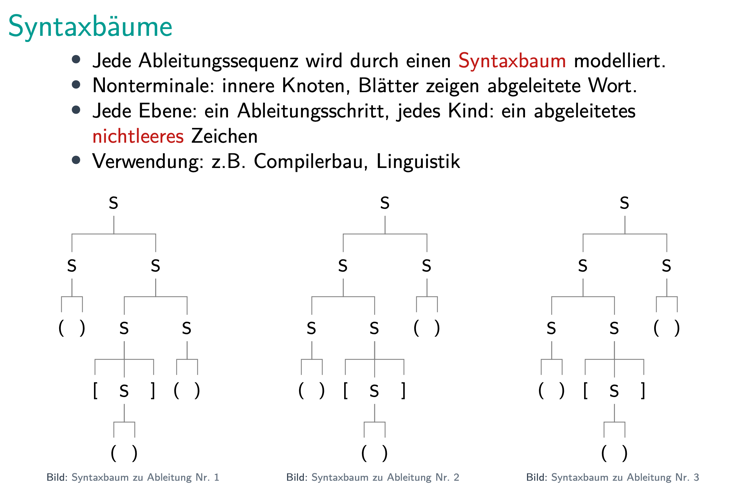 Syntaxbäume
• Jede Ableitungssequenz wird durch einen Syntaxbaum modelliert.
• Nonterminale: innere Knoten, Blätter zeigen abgeleitete Wort.
• Jede Ebene: ein Ableitungsschritt, jedes Kind: ein abgeleitetes
nichtleeres Zeichen
• Verwendung: z.B. Compilerbau, Linguistik
S
S S
( ) S S
[ S ] ( )
( )
Bild: Syntaxbaum zu Ableitung Nr. 1
S
S S
S S ( )
( ) [ S ]
( )
Bild: Syntaxbaum zu Ableitung Nr. 2
S
S S
S S ( )
( ) [ S ]
( )
Bild: Syntaxbaum zu Ableitung Nr. 3